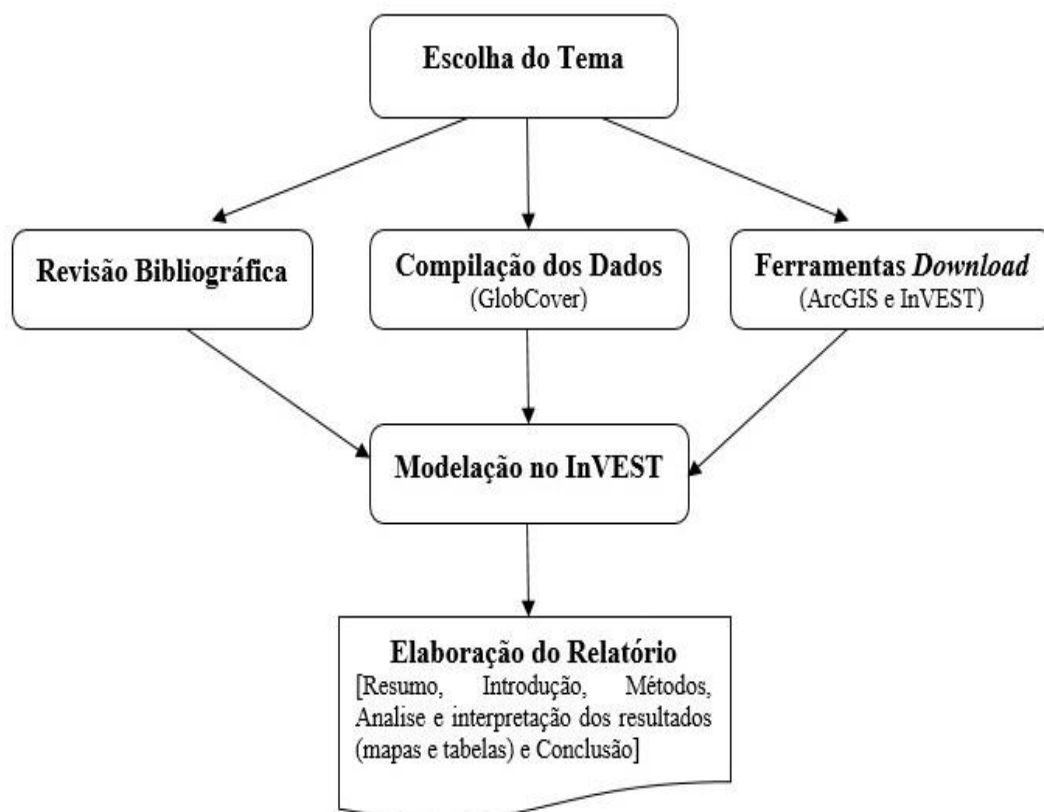 Escolha do Tema
Revisão Bibliográfica
Compilação dos Dados
(GlobCover)
Ferramentas Download
(ArcGIS e InVEST)
Modelação no InVEST
Elaboração do Relatório
[Resumo, Introdução, Métodos,
Analise e interpretação dos resultados
(mapas e tabelas) e Conclusão]